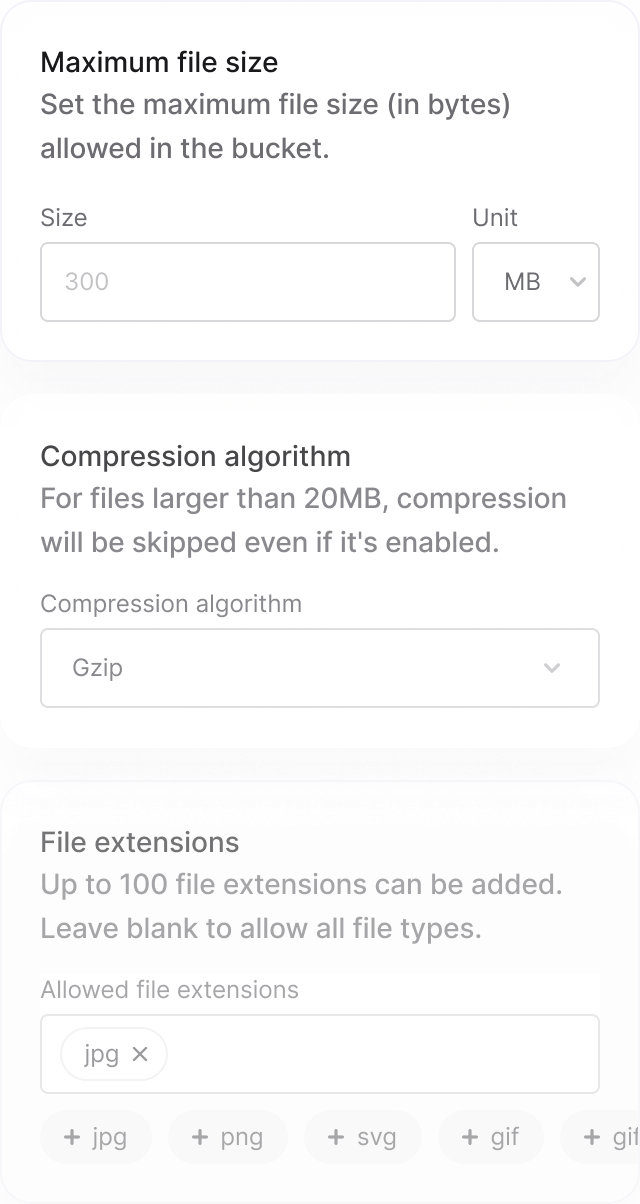 Maximum file size
Set the maximum file size (in bytes)
allowed in the bucket.
Size Unit
300 MB
Compression algorithm
For files larger than 20MB, compression
will be skipped even if it's enabled.
Compression algorithm
Gzip
File extensions
Up to 100 file extensions can be added.
Leave blank to allow all file types.
Allowed file extensions
jpg ×
+ jpg + png + svg + gif + gif